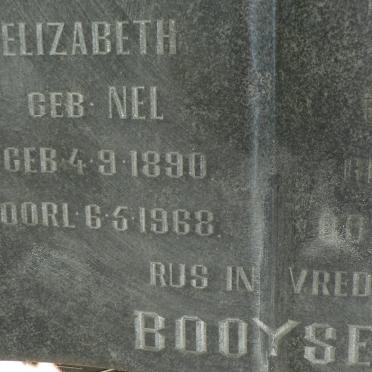 ELIZABETH
GEB· NEL
GEB·4·9·1890.
OORL·6·5·1968.
RUS IN VRED
BOOYSE